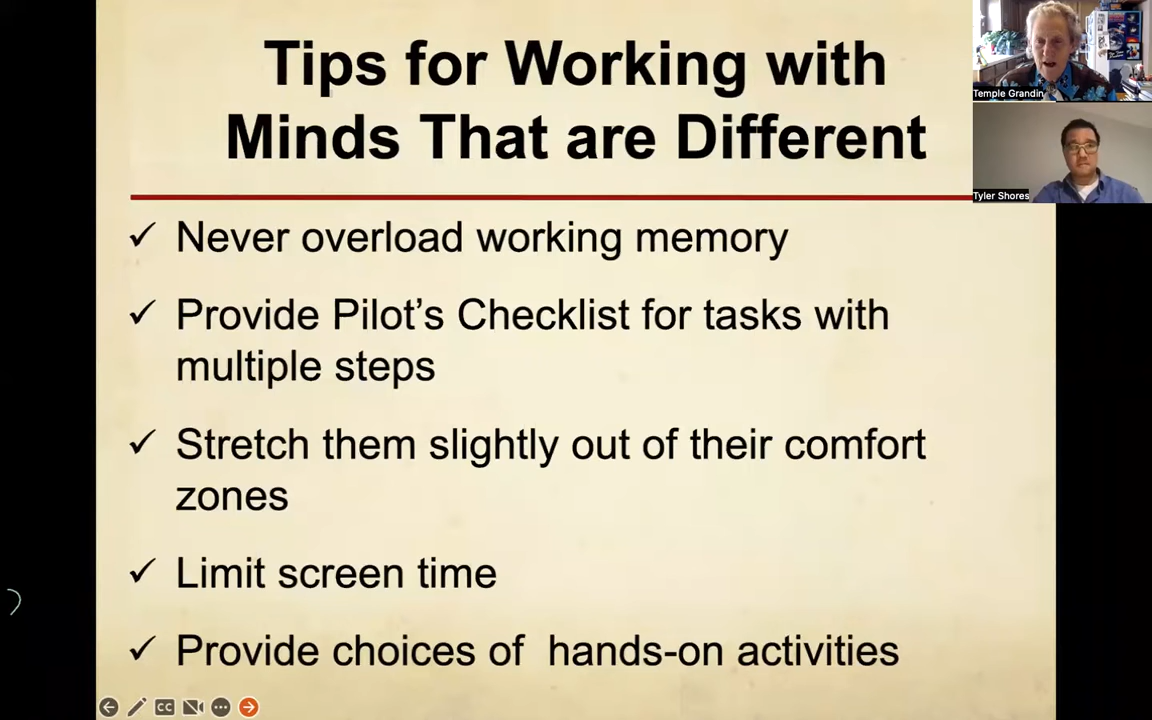 Tips for Working with
Minds That are Different
Temple Grandin
Tyler Shores
✓ Never overload working memory
✓ Provide Pilot’s Checklist for tasks with
multiple steps
✓ Stretch them slightly out of their comfort
zones
✓ Limit screen time
✓ Provide choices of  hands-on activities
CC